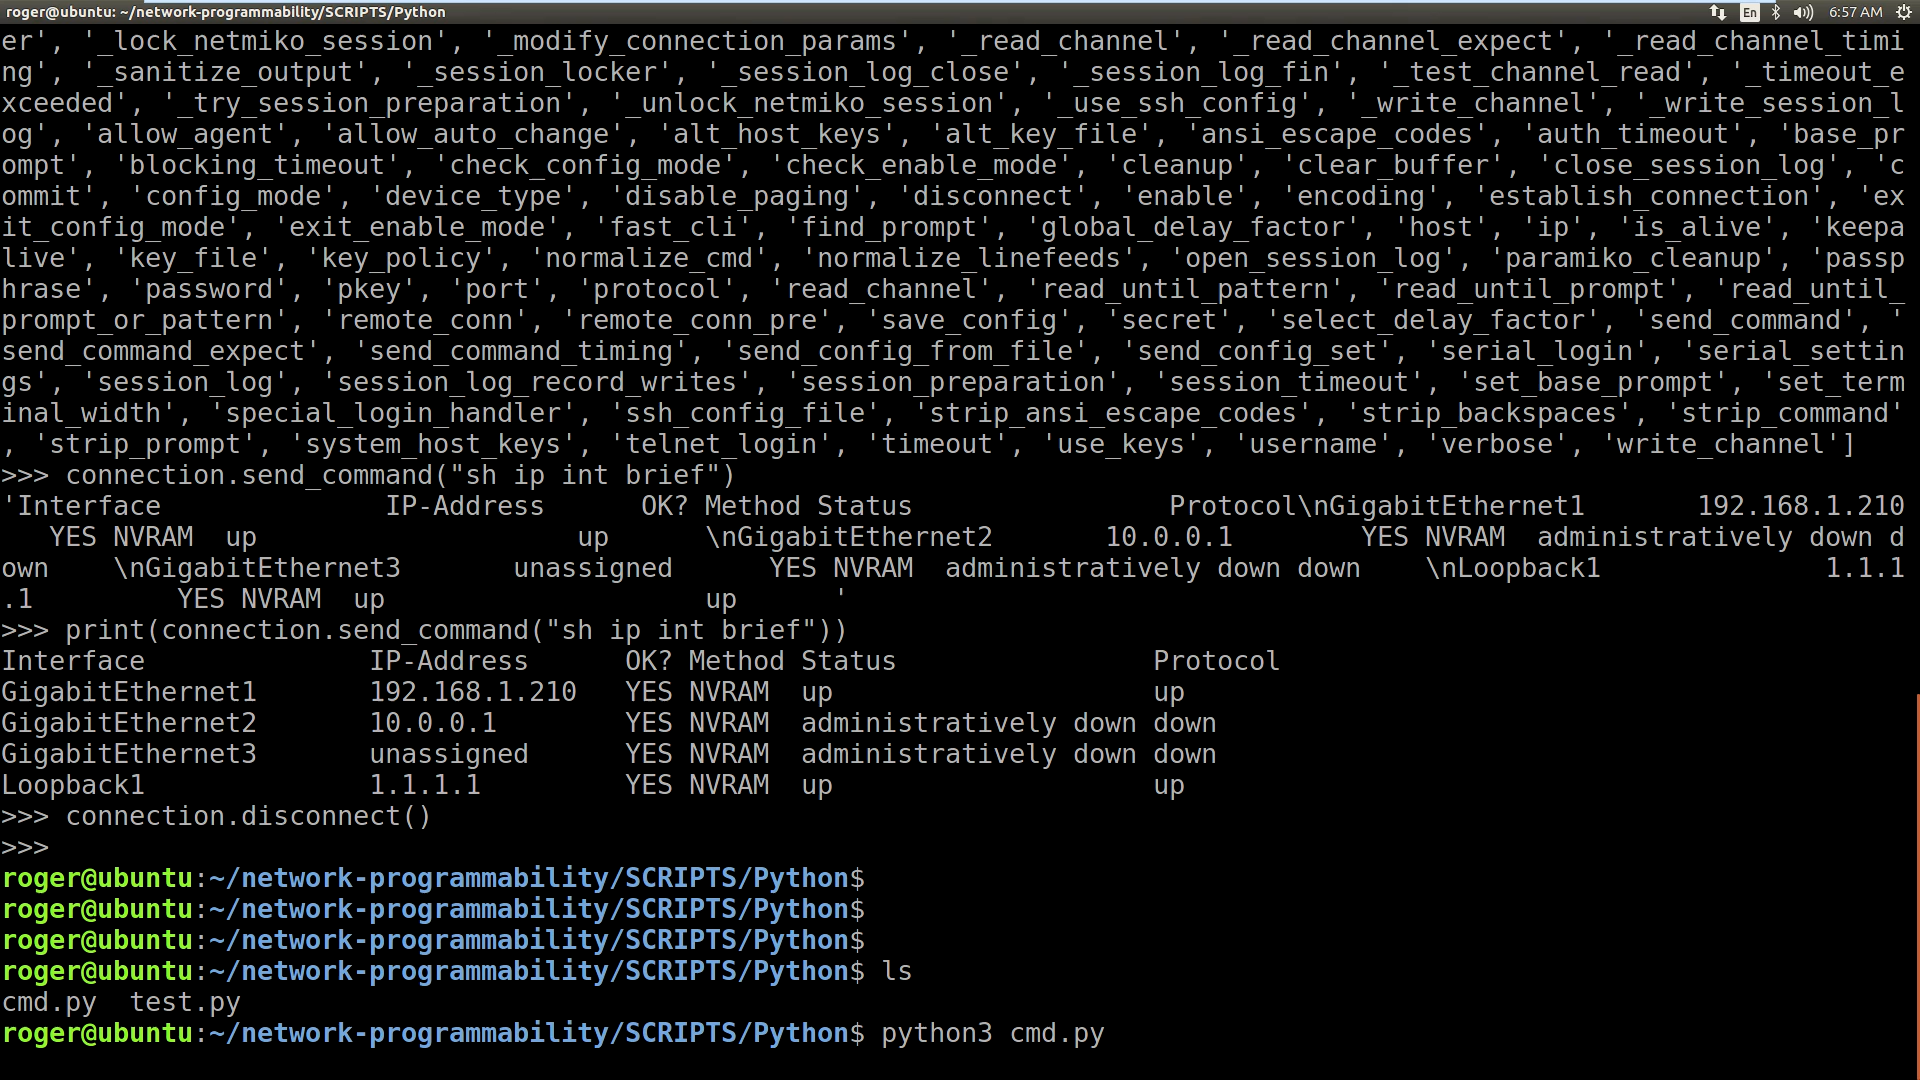 roger@ubuntu: ~/network-programmability/SCRIPTS/Python
En
6:57 AM
er', '_lock_netmiko_session', '_modify_connection_params', '_read_channel', '_read_channel_expect', '_read_channel_timi
ng', '_sanitize_output', '_session_locker', '_session_log_close', '_session_log_fin', '_test_channel_read', '_timeout_e
xceeded', '_try_session_preparation', '_unlock_netmiko_session', '_use_ssh_config', '_write_channel', '_write_session_l
og', 'allow_agent', 'allow_auto_change', 'alt_host_keys', 'alt_key_file', 'ansi_escape_codes', 'auth_timeout', 'base_pr
ompt', 'blocking_timeout', 'check_config_mode', 'check_enable_mode', 'cleanup', 'clear_buffer', 'close_session_log', 'c
ommit', 'config_mode', 'device_type', 'disable_paging', 'disconnect', 'enable', 'encoding', 'establish_connection', 'ex
it_config_mode', 'exit_enable_mode', 'fast_cli', 'find_prompt', 'global_delay_factor', 'host', 'ip', 'is_alive', 'keepa
live', 'key_file', 'key_policy', 'normalize_cmd', 'normalize_linefeeds', 'open_session_log', 'paramiko_cleanup', 'passp
hrase', 'password', 'pkey', 'port', 'protocol', 'read_channel', 'read_until_pattern', 'read_until_prompt', 'read_until_
prompt_or_pattern', 'remote_conn', 'remote_conn_pre', 'save_config', 'secret', 'select_delay_factor', 'send_command', '
send_command_expect', 'send_command_timing', 'send_config_from_file', 'send_config_set', 'serial_login', 'serial_settin
gs', 'session_log', 'session_log_record_writes', 'session_preparation', 'session_timeout', 'set_base_prompt', 'set_term
inal_width', 'special_login_handler', 'ssh_config_file', 'strip_ansi_escape_codes', 'strip_backspaces', 'strip_command'
, 'strip_prompt', 'system_host_keys', 'telnet_login', 'timeout', 'use_keys', 'username', 'verbose', 'write_channel']
>>> connection.send_command("sh ip int brief")
'Interface              IP-Address      OK? Method Status                Protocol\nGigabitEthernet1       192.168.1.210
   YES NVRAM  up                    up      \nGigabitEthernet2       10.0.0.1        YES NVRAM  administratively down d
own    \nGigabitEthernet3       unassigned      YES NVRAM  administratively down down    \nLoopback1              1.1.1
.1         YES NVRAM  up                    up      '
>>> print(connection.send_command("sh ip int brief"))
Interface              IP-Address      OK? Method Status                Protocol
GigabitEthernet1       192.168.1.210   YES NVRAM  up                    up
GigabitEthernet2       10.0.0.1        YES NVRAM  administratively down down
GigabitEthernet3       unassigned      YES NVRAM  administratively down down
Loopback1              1.1.1.1         YES NVRAM  up                    up
>>> connection.disconnect()
>>>
roger@ubuntu:~/network-programmability/SCRIPTS/Python$
roger@ubuntu:~/network-programmability/SCRIPTS/Python$
roger@ubuntu:~/network-programmability/SCRIPTS/Python$
roger@ubuntu:~/network-programmability/SCRIPTS/Python$ ls
cmd.py  test.py
roger@ubuntu:~/network-programmability/SCRIPTS/Python$ python3 cmd.py